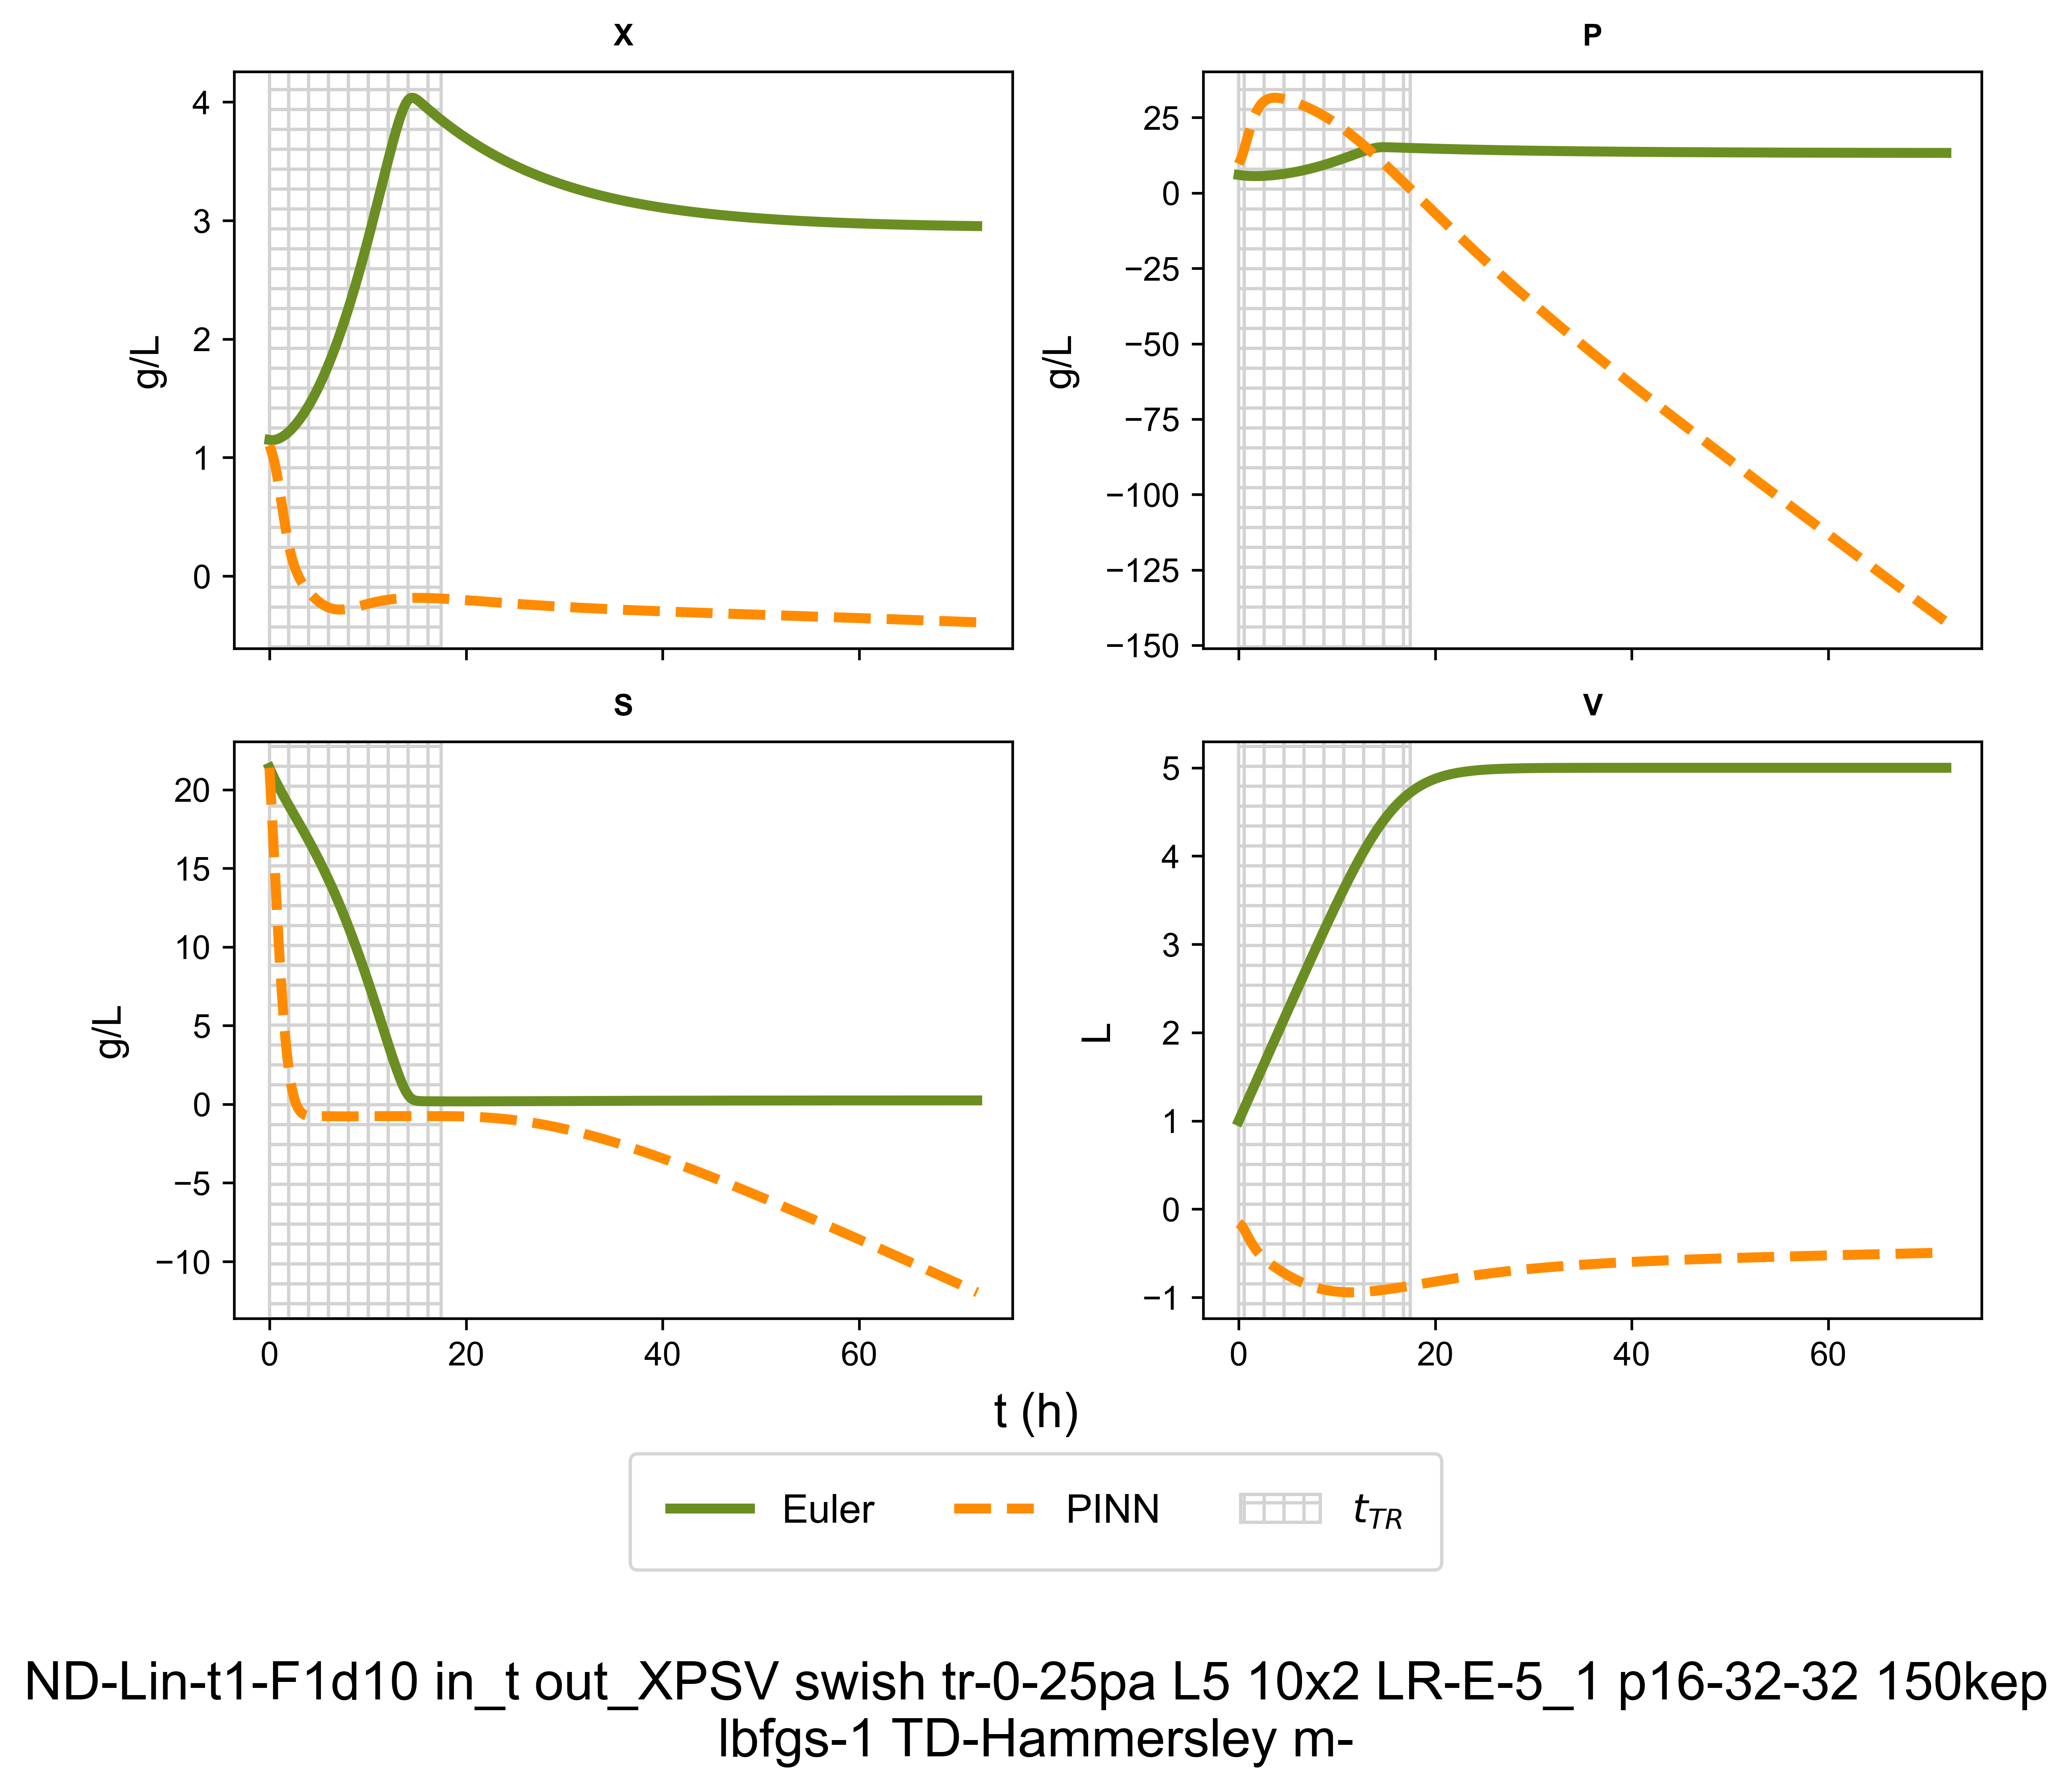 X
4
3
2
1
0
g/L
P
25
0
−25
−50
−75
−100
−125
−150
g/L
S
20
15
10
5
0
−5
−10
g/L
0
20
40
60
V
5
4
3
2
1
0
−1
L
0
20
40
60
t (h)
Euler
PINN
t_TR
ND-Lin-t1-F1d10 in_t out_XPSV swish tr-0-25pa L5 10x2 LR-E-5_1 p16-32-32 150kep
lbfgs-1 TD-Hammersley m-